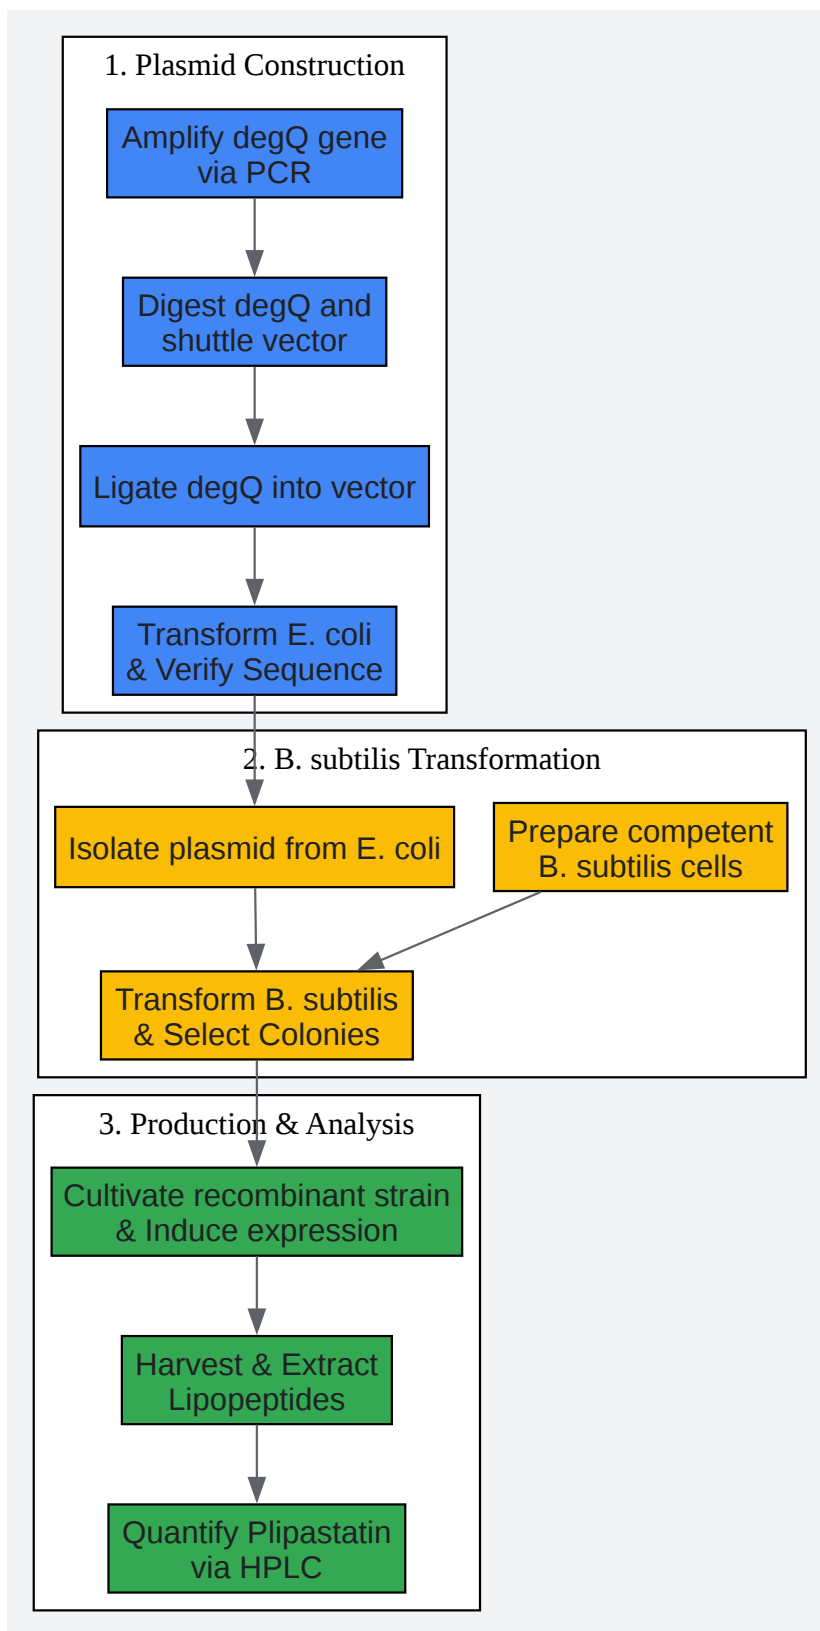 1. Plasmid Construction
Amplify degQ gene
via PCR
Digest degQ and
shuttle vector
Ligate degQ into vector
Transform E. coli
& Verify Sequence
2. B. subtilis Transformation
Isolate plasmid from E. coli
Prepare competent
B. subtilis cells
Transform B. subtilis
& Select Colonies
3. Production & Analysis
Cultivate recombinant strain
& Induce expression
Harvest & Extract
Lipopeptides
Quantify Plipastatin
via HPLC